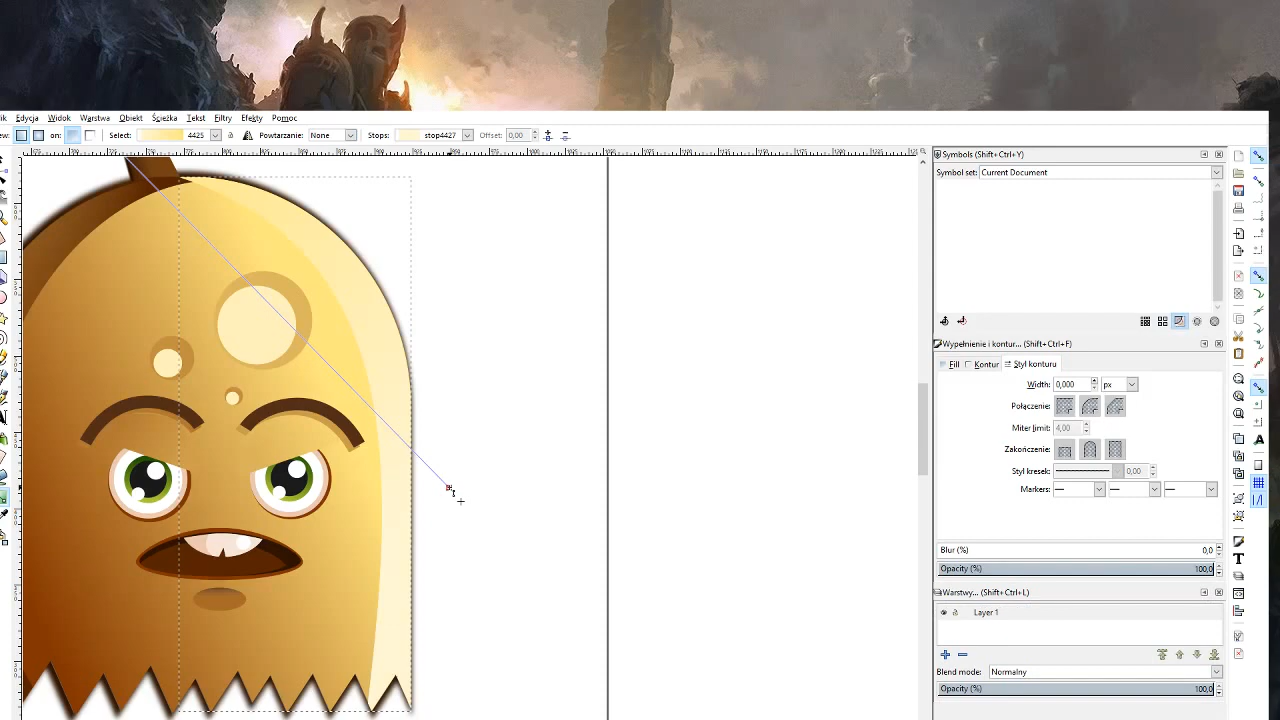 ik Edycja Widok Warstwa Obiekt Ścieżka Tekst Filtry Efekty Pomoc
ew: on: Select: 4425 Powtarzanie: None Stops: stop4427 Offset: 0,00
Symbols (Shift+Ctrl+Y)
Symbol set: Current Document
Wypełnienie i kontur... (Shift+Ctrl+F)
Fill Kontur Styl konturu
Width: 0,000 px
Połączenie:
Miter limit: 4,00
Zakończenie:
Styl kresek: 0,00
Markers:
Blur (%) 0,0
Opacity (%) 100,0
Warstwy... (Shift+Ctrl+L)
Layer 1
Blend mode: Normalny
Opacity (%) 100,0